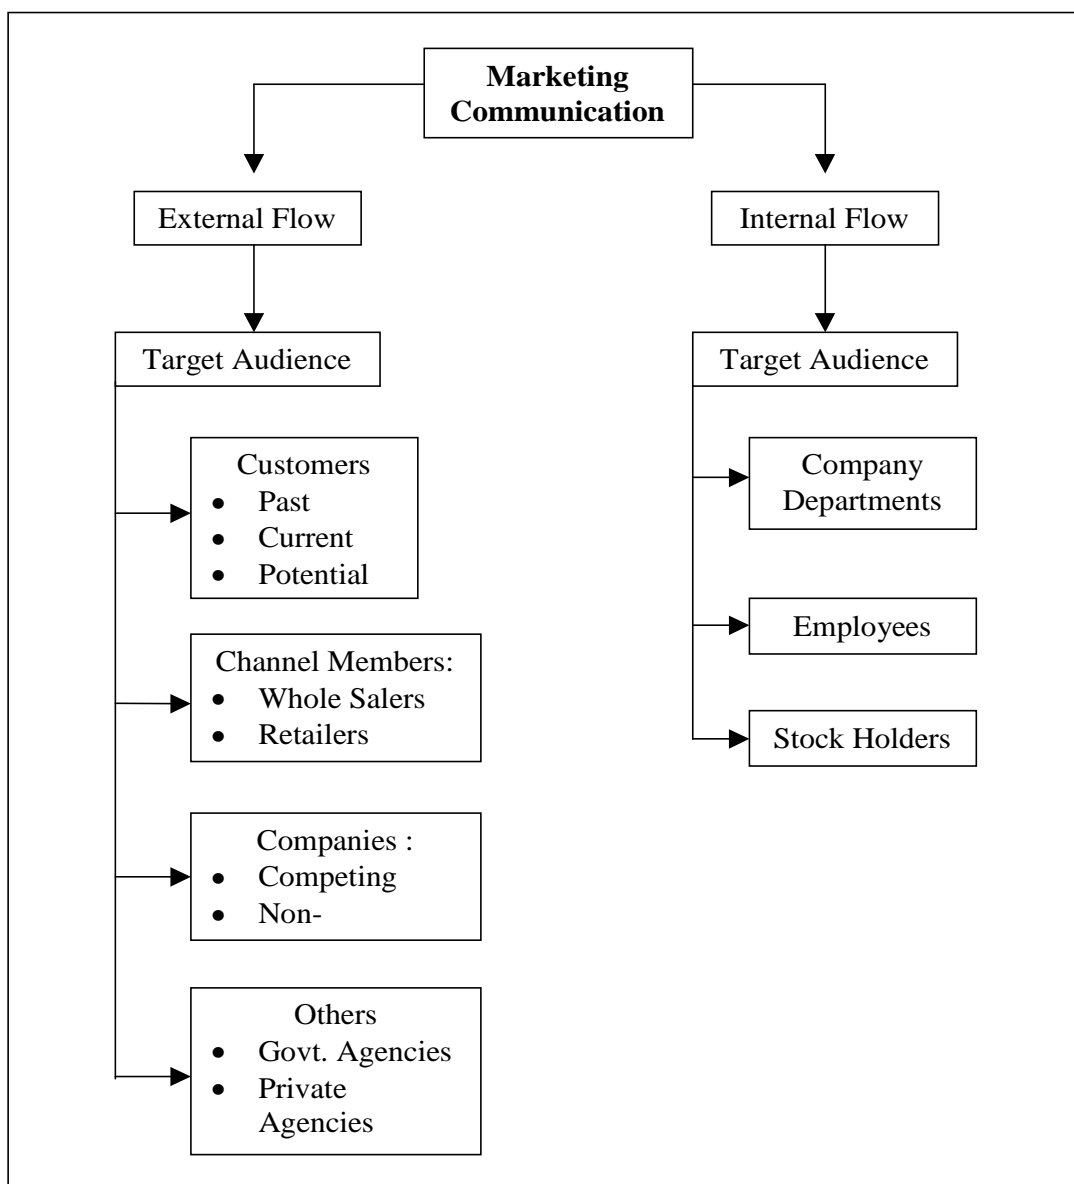 Marketing
Communication
External Flow
Target Audience
Customers
• Past
• Current
• Potential
Channel Members:
• Whole Salers
• Retailers
Companies :
• Competing
• Non-
Others
• Govt. Agencies
• Private
Agencies
Internal Flow
Target Audience
Company
Departments
Employees
Stock Holders